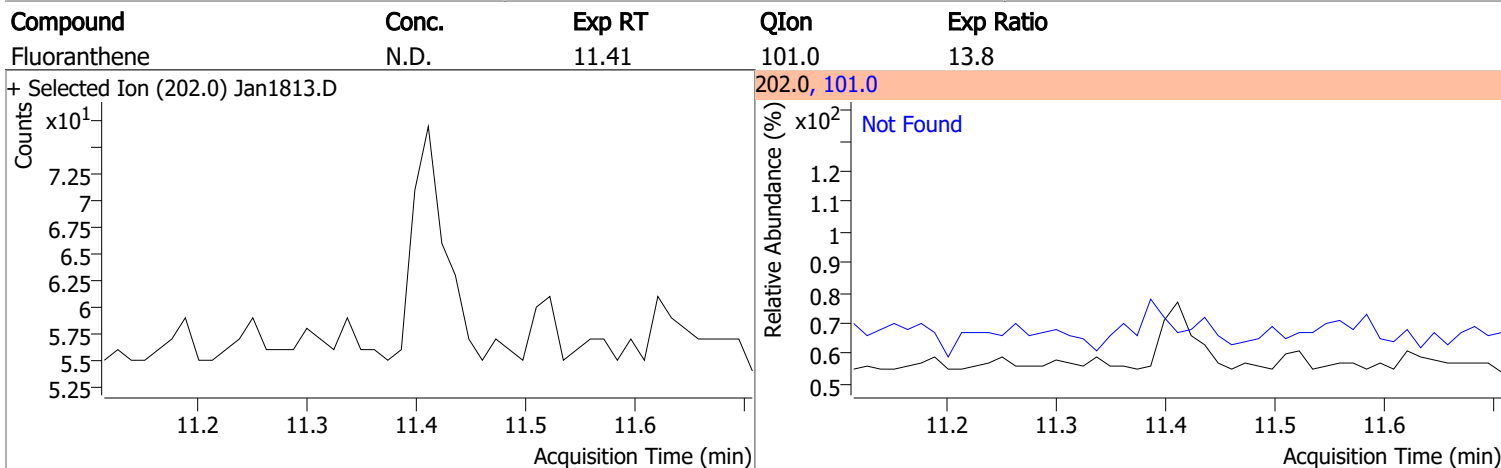 Compound Conc. Exp RT QIon Exp Ratio
Fluoranthene N.D. 11.41 101.0 13.8
+ Selected Ion (202.0) Jan1813.D
Counts
x10¹
7.25
7
6.75
6.5
6.25
6
5.75
5.5
5.25
11.2 11.3 11.4 11.5 11.6
Acquisition Time (min)
202.0, 101.0
Relative Abundance (%)
x10²
Not Found
1.2
1.1
1
0.9
0.8
0.7
0.6
0.5
11.2 11.3 11.4 11.5 11.6
Acquisition Time (min)